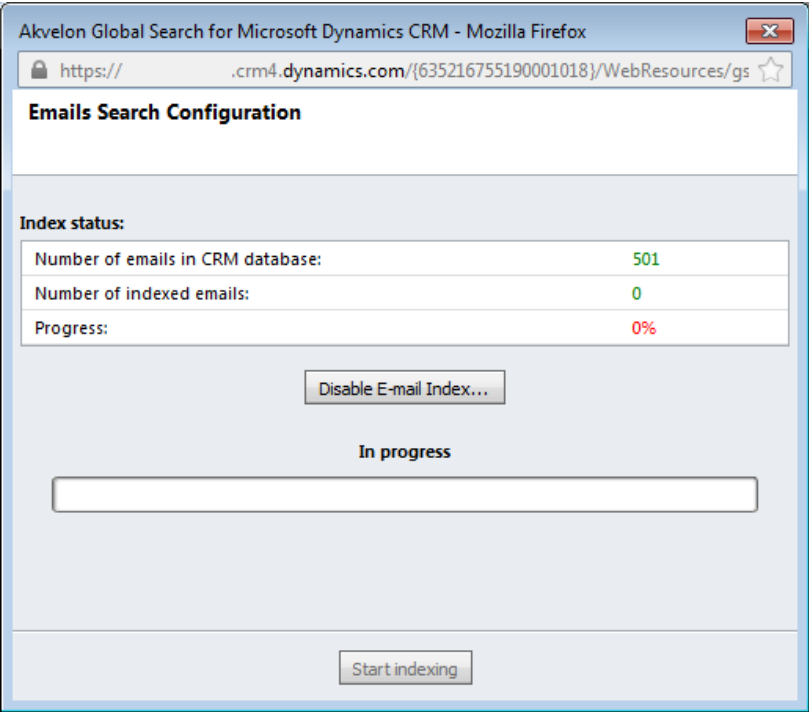 Akvelon Global Search for Microsoft Dynamics CRM - Mozilla Firefox
https:// .crm4.dynamics.com/{635216755190001018}/WebResources/gs
Emails Search Configuration
Index status:
Number of emails in CRM database: 501
Number of indexed emails: 0
Progress: 0%
Disable E-mail Index...
In progress
Start indexing